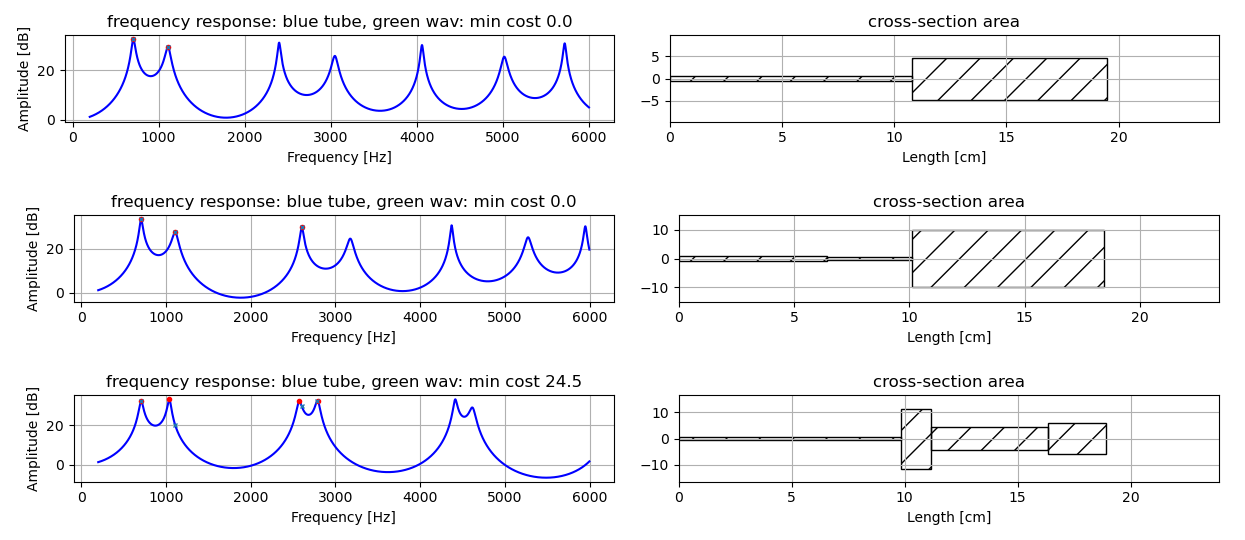 frequency response: blue tube, green wav: min cost 0.0
cross-section area
Amplitude [dB]
20
0
0 1000 2000 3000 4000 5000 6000
Frequency [Hz]
5
0
−5
0 5 10 15 20
Length [cm]
frequency response: blue tube, green wav: min cost 0.0
cross-section area
Amplitude [dB]
20
0
0 1000 2000 3000 4000 5000 6000
Frequency [Hz]
10
0
−10
0 5 10 15 20
Length [cm]
frequency response: blue tube, green wav: min cost 24.5
cross-section area
Amplitude [dB]
20
0
0 1000 2000 3000 4000 5000 6000
Frequency [Hz]
10
0
−10
0 5 10 15 20
Length [cm]